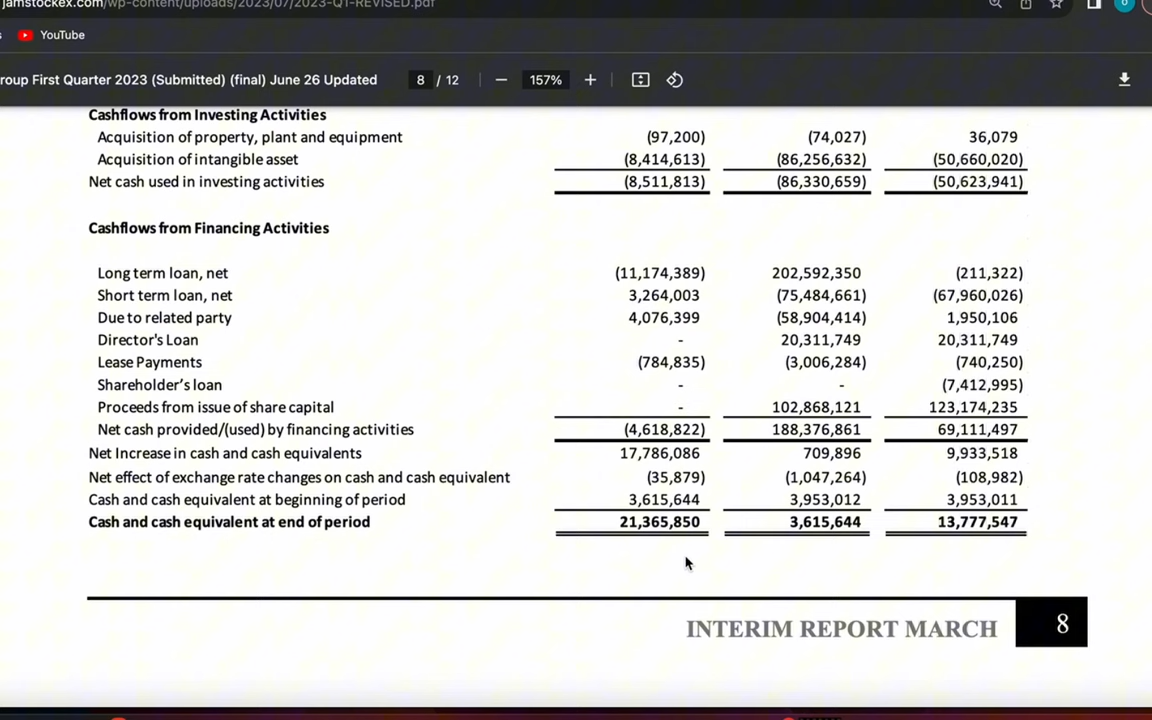 jamstockex.com/wp-content/uploads/2023/07/2023-Q1-REVISED.pdf
YouTube
roup First Quarter 2023 (Submitted) (final) June 26 Updated 8 / 12 — 157% +
Cashflows from Investing Activities
Acquisition of property, plant and equipment (97,200) (74,027) 36,079
Acquisition of intangible asset (8,414,613) (86,256,632) (50,660,020)
Net cash used in investing activities (8,511,813) (86,330,659) (50,623,941)
Cashflows from Financing Activities
Long term loan, net (11,174,389) 202,592,350 (211,322)
Short term loan, net 3,264,003 (75,484,661) (67,960,026)
Due to related party 4,076,399 (58,904,414) 1,950,106
Director's Loan - 20,311,749 20,311,749
Lease Payments (784,835) (3,006,284) (740,250)
Shareholder's loan - - (7,412,995)
Proceeds from issue of share capital - 102,868,121 123,174,235
Net cash provided/(used) by financing activities (4,618,822) 188,376,861 69,111,497
Net Increase in cash and cash equivalents 17,786,086 709,896 9,933,518
Net effect of exchange rate changes on cash and cash equivalent (35,879) (1,047,264) (108,982)
Cash and cash equivalent at beginning of period 3,615,644 3,953,012 3,953,011
Cash and cash equivalent at end of period 21,365,850 3,615,644 13,777,547
INTERIM REPORT MARCH 8